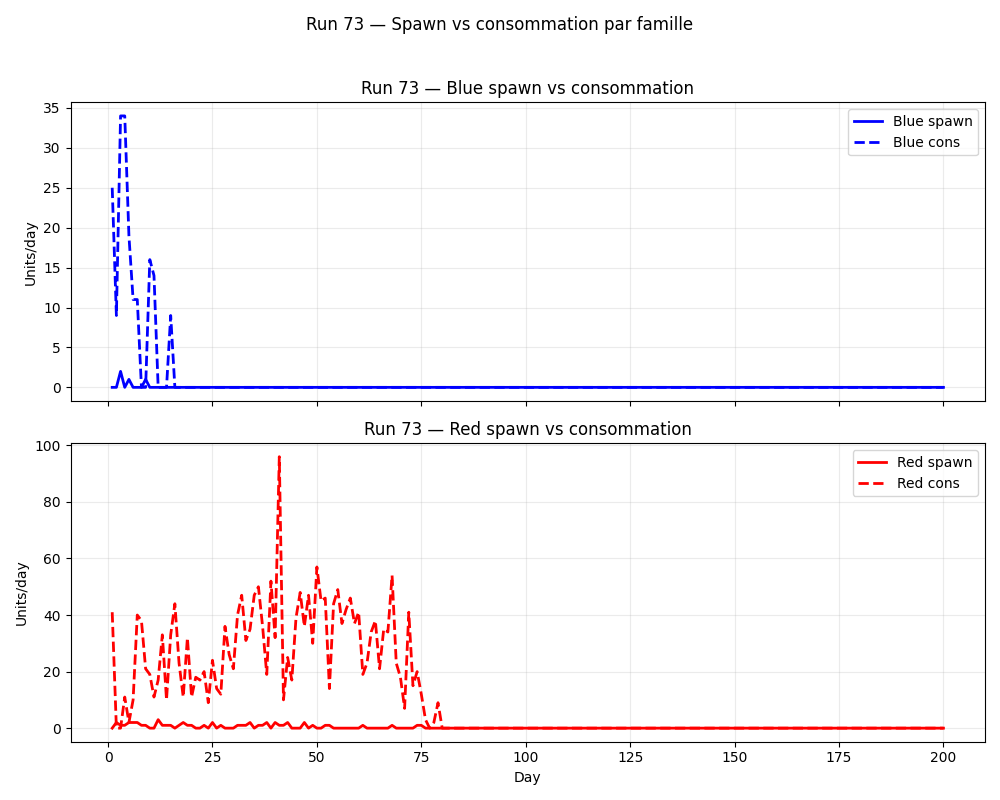 Run 73 — Spawn vs consommation par famille
Run 73 — Blue spawn vs consommation
35
30
25
20
15
10
5
0
Units/day
Blue spawn
Blue cons
Run 73 — Red spawn vs consommation
100
80
60
40
20
0
Units/day
Red spawn
Red cons
0 25 50 75 100 125 150 175 200
Day